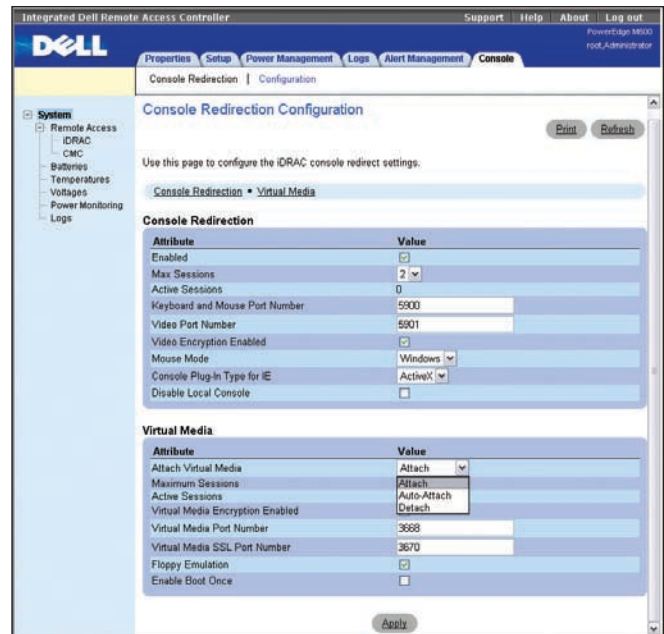 Integrated Dell Remote Access Controller
Support | Help | About | Log out
DELL
PowerEdge M600
root,Administrator
Properties Setup Power Management Logs Alert Management Console
Console Redirection | Configuration
System
Remote Access
iDRAC
CMC
Batteries
Temperatures
Voltages
Power Monitoring
Logs
Console Redirection Configuration
Print Refresh
Use this page to configure the iDRAC console redirect settings.
Console Redirection • Virtual Media
Console Redirection
Attribute Value
Enabled
Max Sessions 2
Active Sessions 0
Keyboard and Mouse Port Number 5900
Video Port Number 5901
Video Encryption Enabled
Mouse Mode Windows
Console Plug-In Type for IE ActiveX
Disable Local Console
Virtual Media
Attribute Value
Attach Virtual Media Attach
Maximum Sessions Attach
Active Sessions Auto-Attach
Virtual Media Encryption Enabled Detach
Virtual Media Port Number 3668
Virtual Media SSL Port Number 3670
Floppy Emulation
Enable Boot Once
Apply